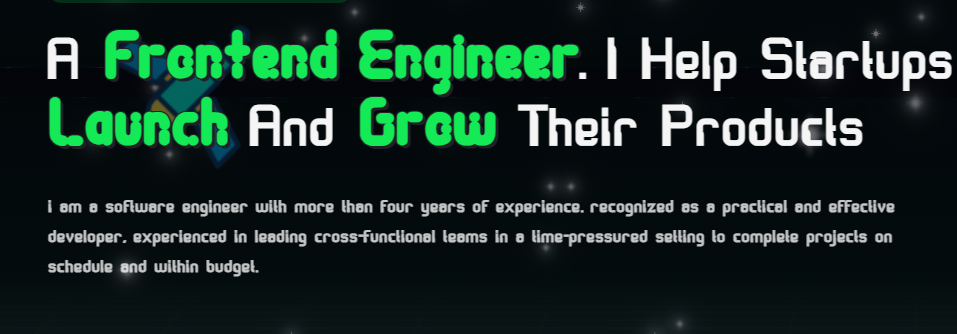 A Frontend Engineer. I Help Startups
Launch And Grow Their Products
i am a software engineer with more than four years of experience. recognized as a practical and effective
developer, experienced in leading cross-functional teams in a time-pressured setting to complete projects on
schedule and within budget.